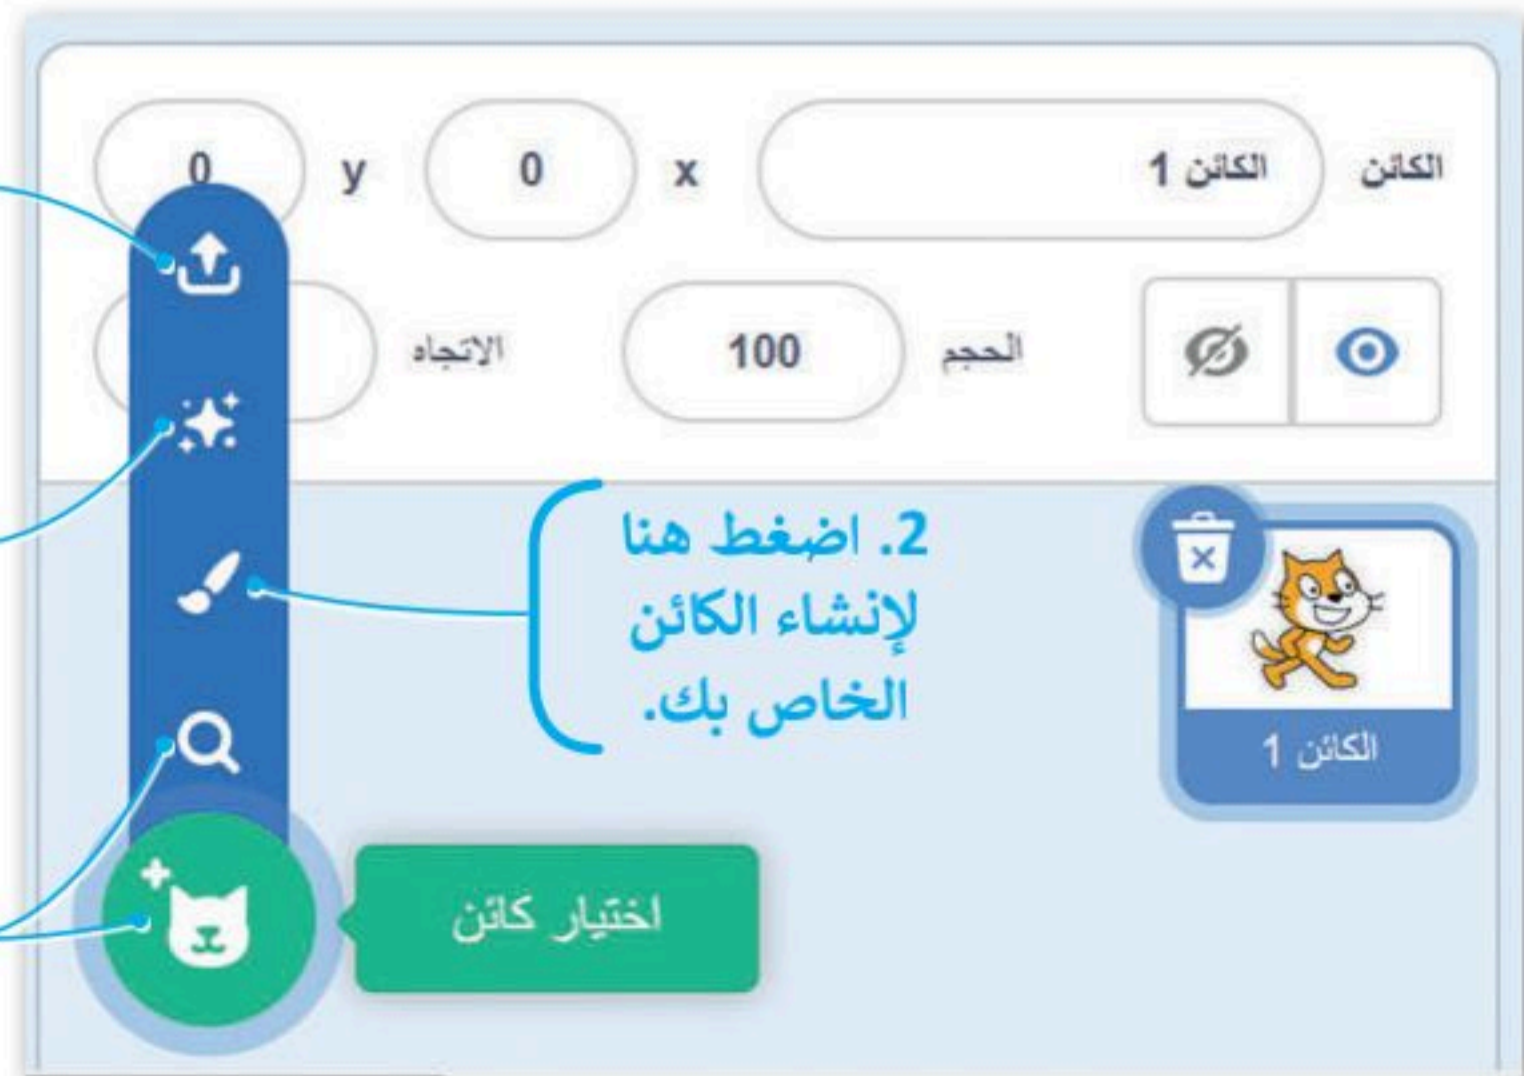 الكائن الكائن 1 x 0 y 0
الحجم 100 الاتجاه
2. اضغط هنا
لإنشاء الكائن
الخاص بك.
الكائن 1
اختيار كائن